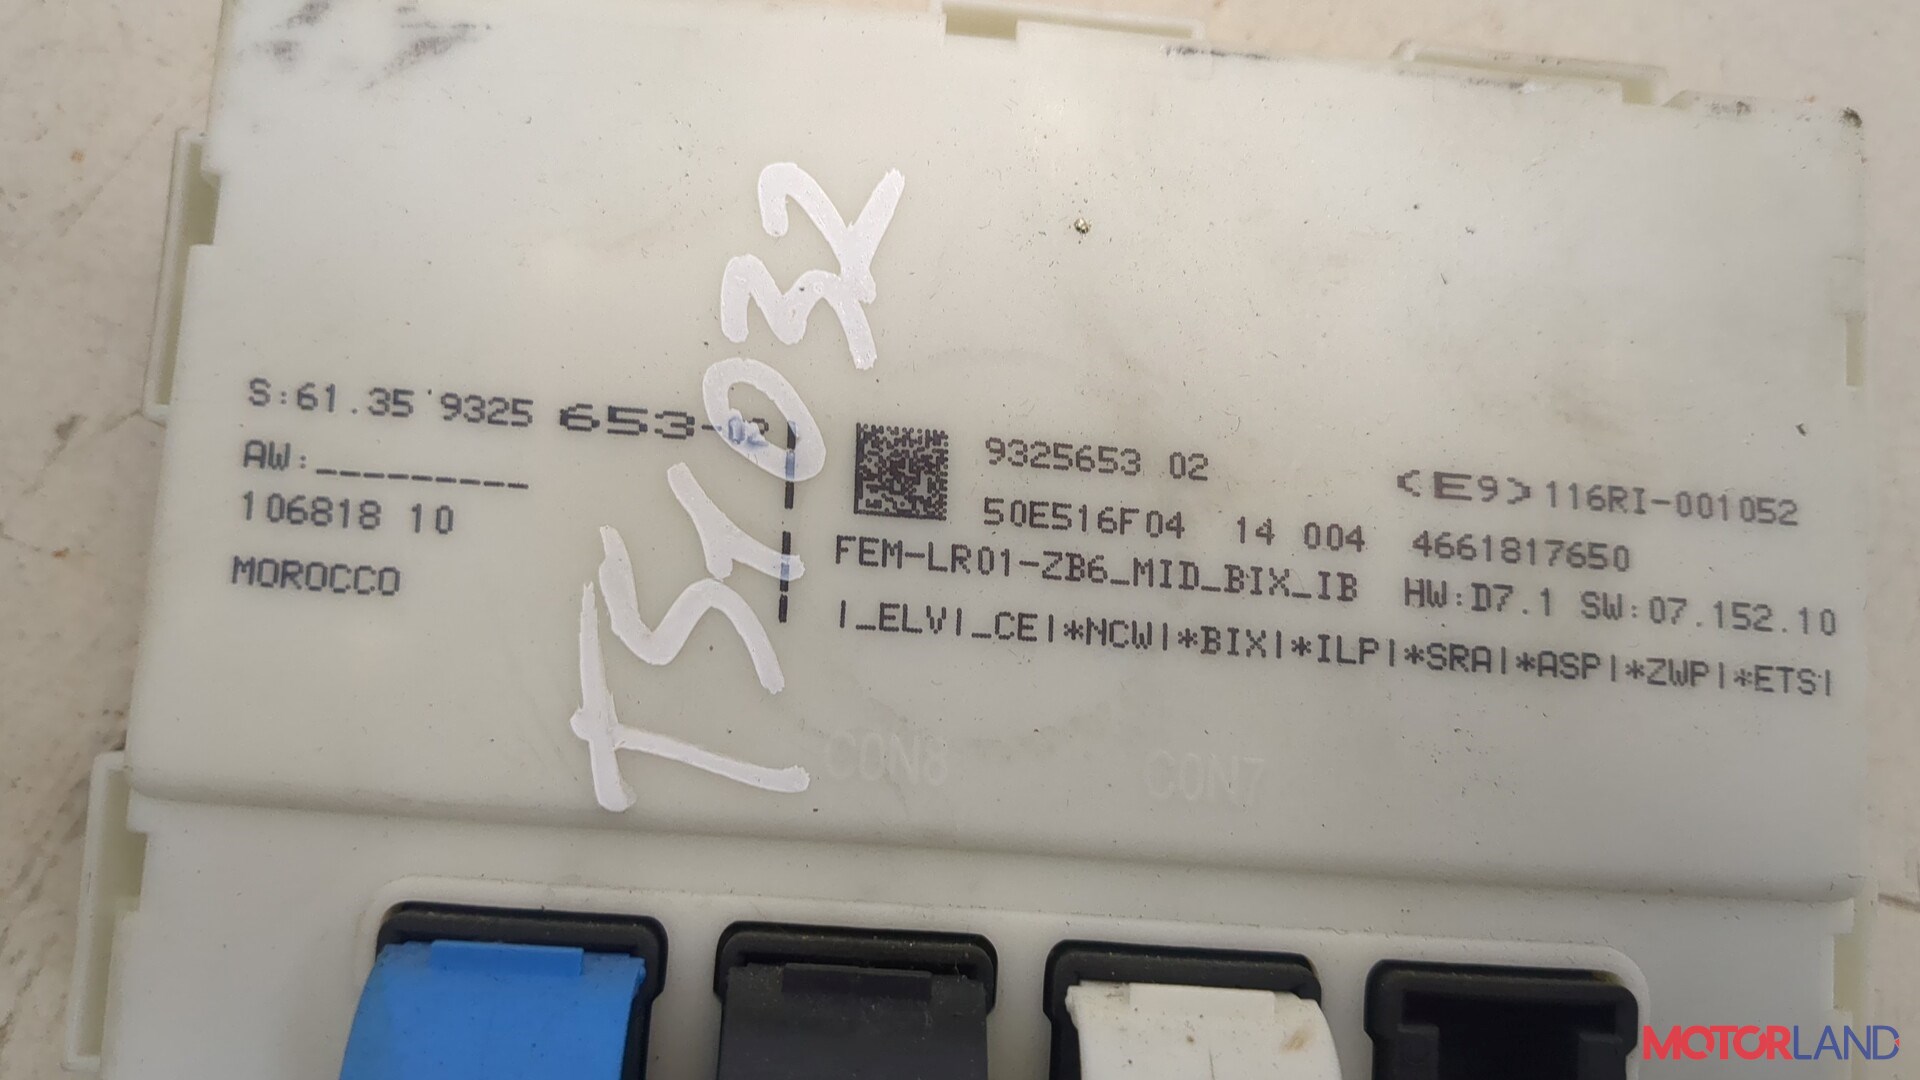 S:61.35 9325 653-02
AW:_________
106818 10
MOROCCO
TS1032
9325653 02
50E516F04 14 004
<E9>116RI-001052
4661817650
FEM-LR01-ZB6_MID_BIX_IB HW:D7.1 SW:07.152.10
|_ELV|_CE|*NCW|*BIX|*ILP|*SRA|*ASP|*ZWP|*ETS|
CON8
CON7
MOTORLAND